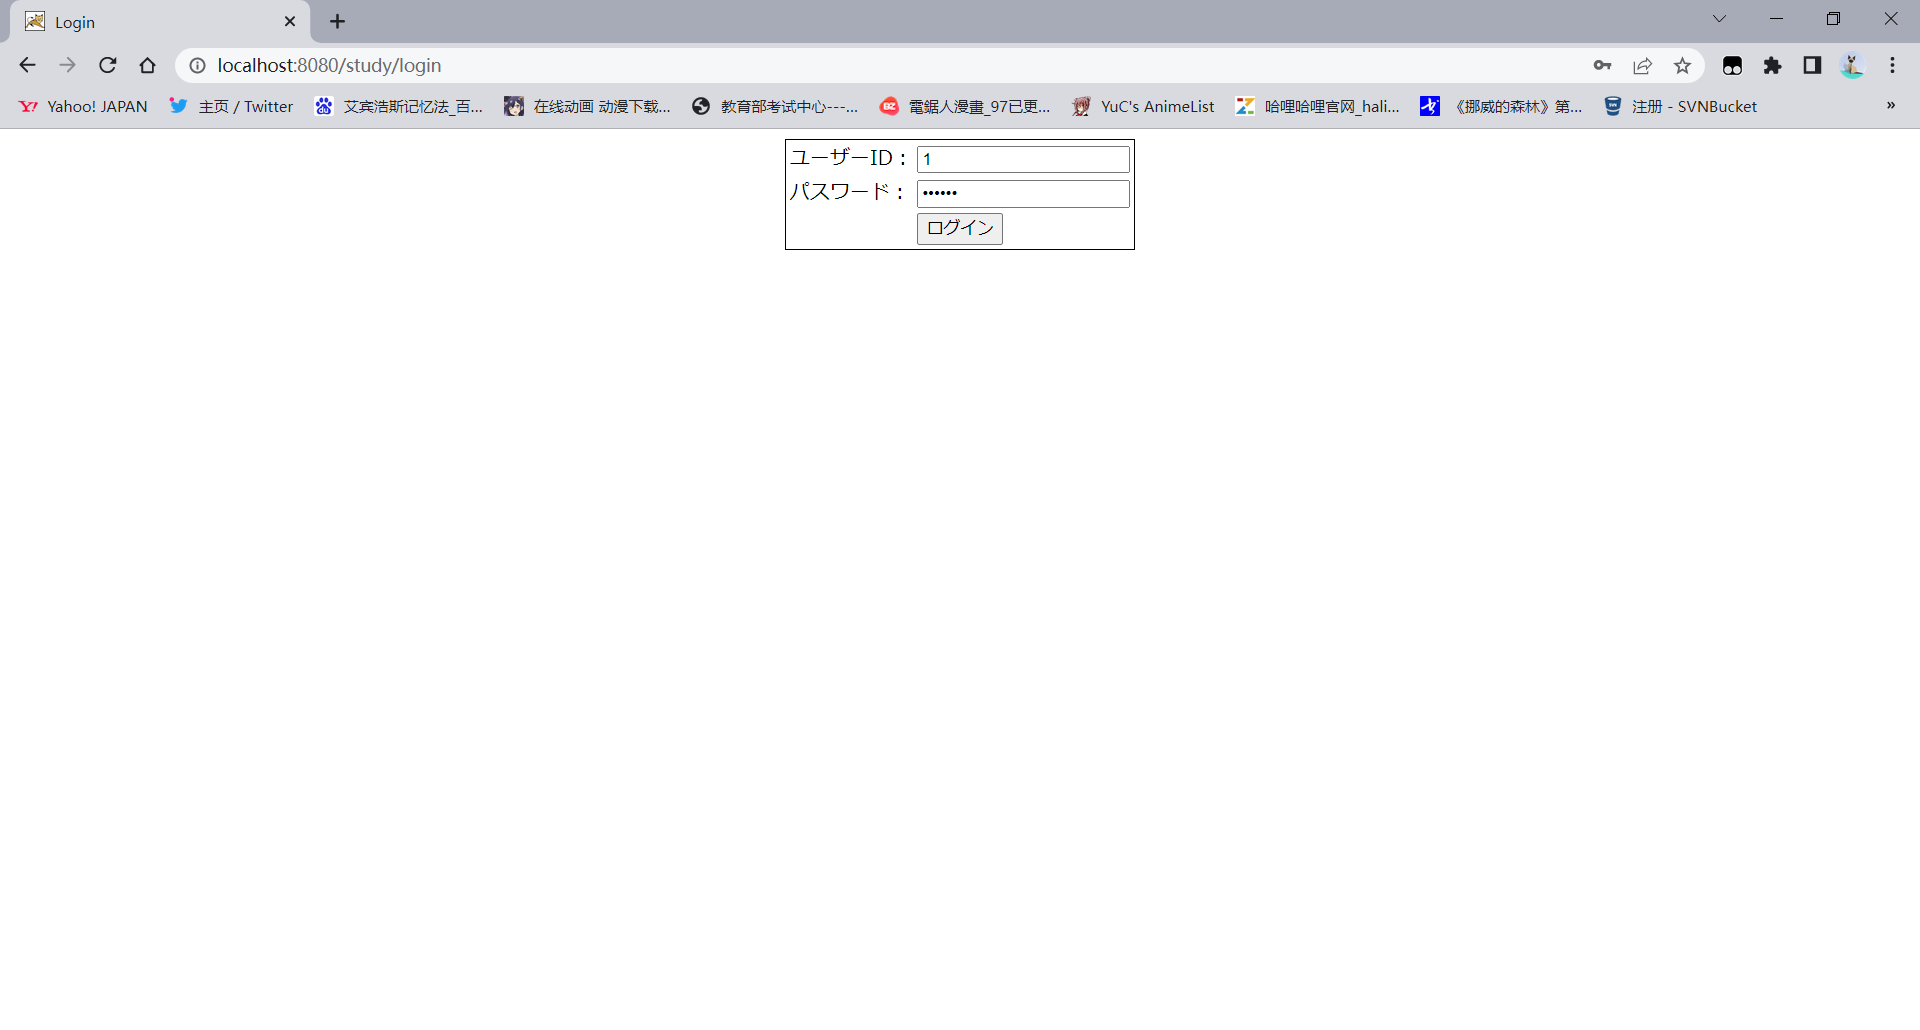 Login
localhost:8080/study/login
Yahoo! JAPAN
主页 / Twitter
艾宾浩斯记忆法_百...
在线动画 动漫下载...
教育部考试中心---...
電鋸人漫畫_97已更...
YuC's AnimeList
哈哩哈哩官网_hali...
《挪威的森林》第...
注册 - SVNBucket
»
ユーザーID： 1
パスワード： ••••••
ログイン